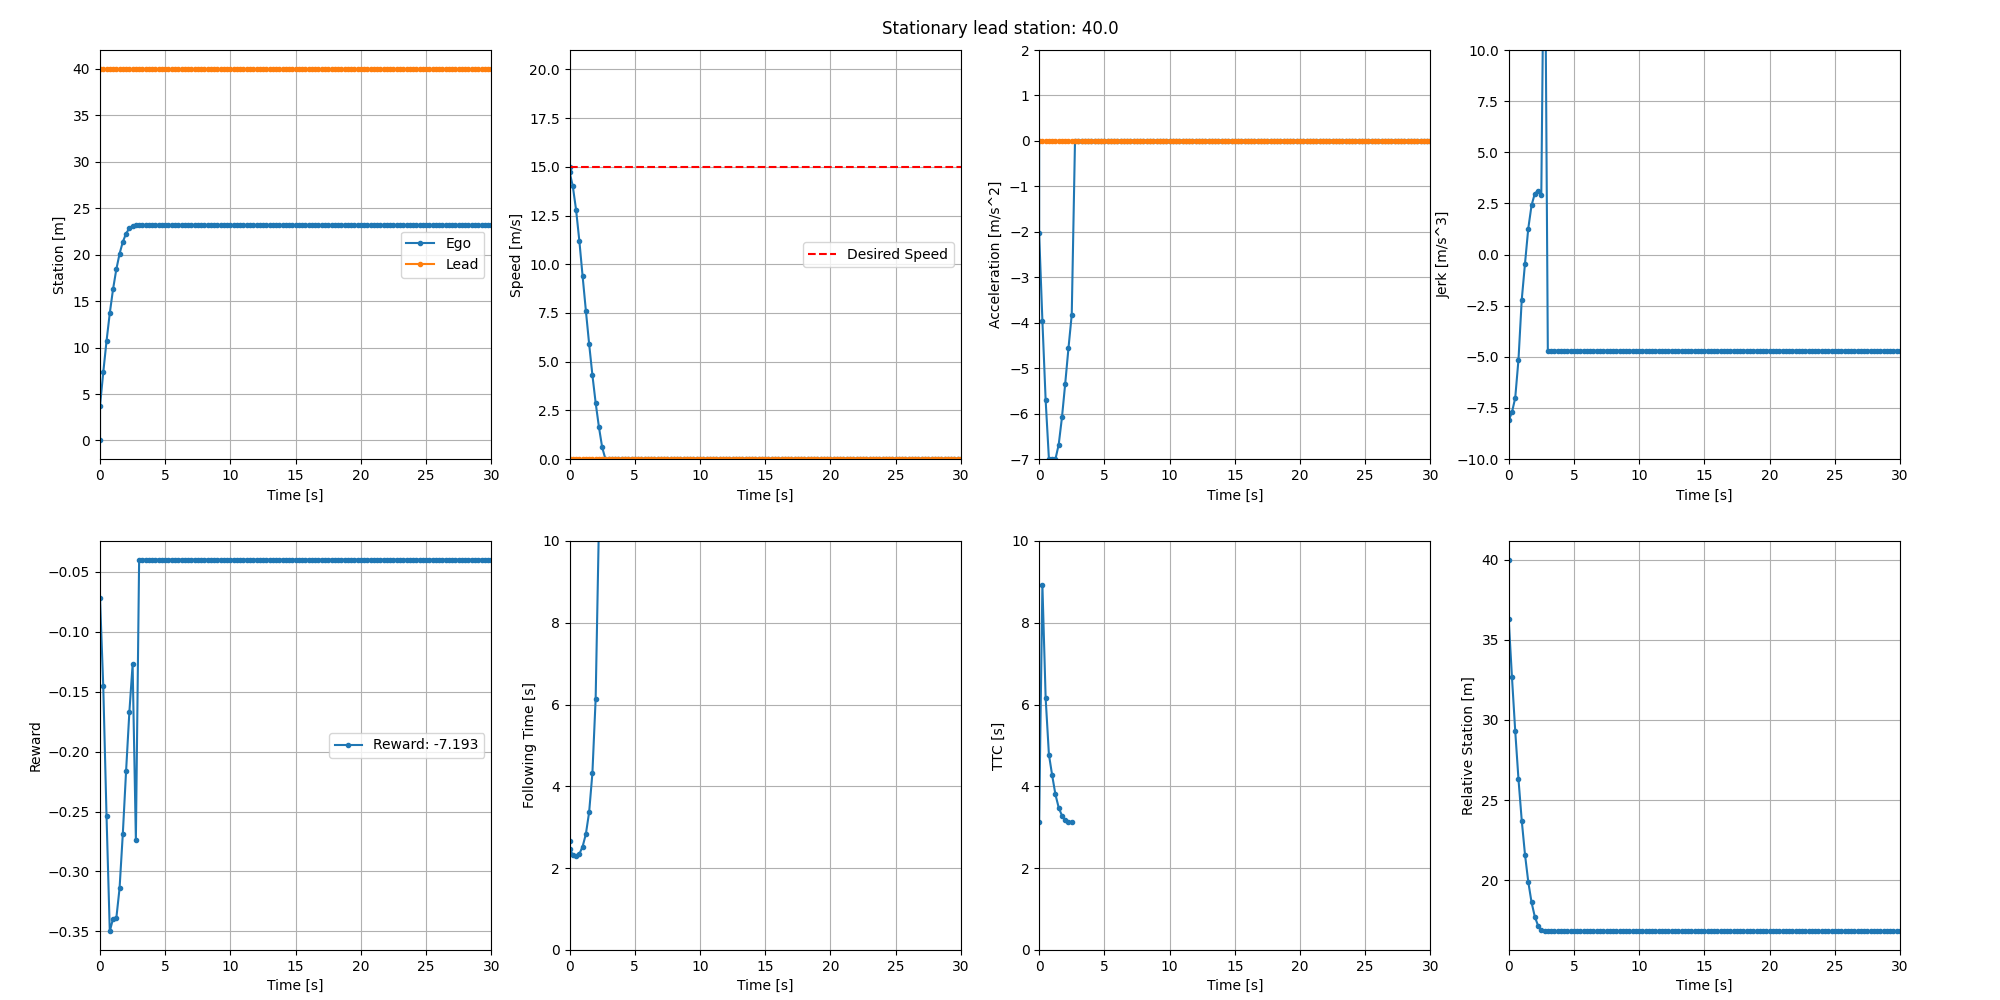 Stationary lead station: 40.0
40
35
30
25
20
15
10
5
0
Station [m]
Ego
Lead
0 5 10 15 20 25 30
Time [s]
20.0
17.5
15.0
12.5
10.0
7.5
5.0
2.5
0.0
Speed [m/s]
Desired Speed
0 5 10 15 20 25 30
Time [s]
2
1
0
−1
−2
−3
−4
−5
−6
−7
Acceleration [m/s^2]
0 5 10 15 20 25 30
Time [s]
10.0
7.5
5.0
2.5
0.0
−2.5
−5.0
−7.5
−10.0
Jerk [m/s^3]
0 5 10 15 20 25 30
Time [s]
−0.05
−0.10
−0.15
−0.20
−0.25
−0.30
−0.35
Reward
Reward: -7.193
0 5 10 15 20 25 30
Time [s]
10
8
6
4
2
0
Following Time [s]
0 5 10 15 20 25 30
Time [s]
10
8
6
4
2
0
TTC [s]
0 5 10 15 20 25 30
Time [s]
40
35
30
25
20
Relative Station [m]
0 5 10 15 20 25 30
Time [s]